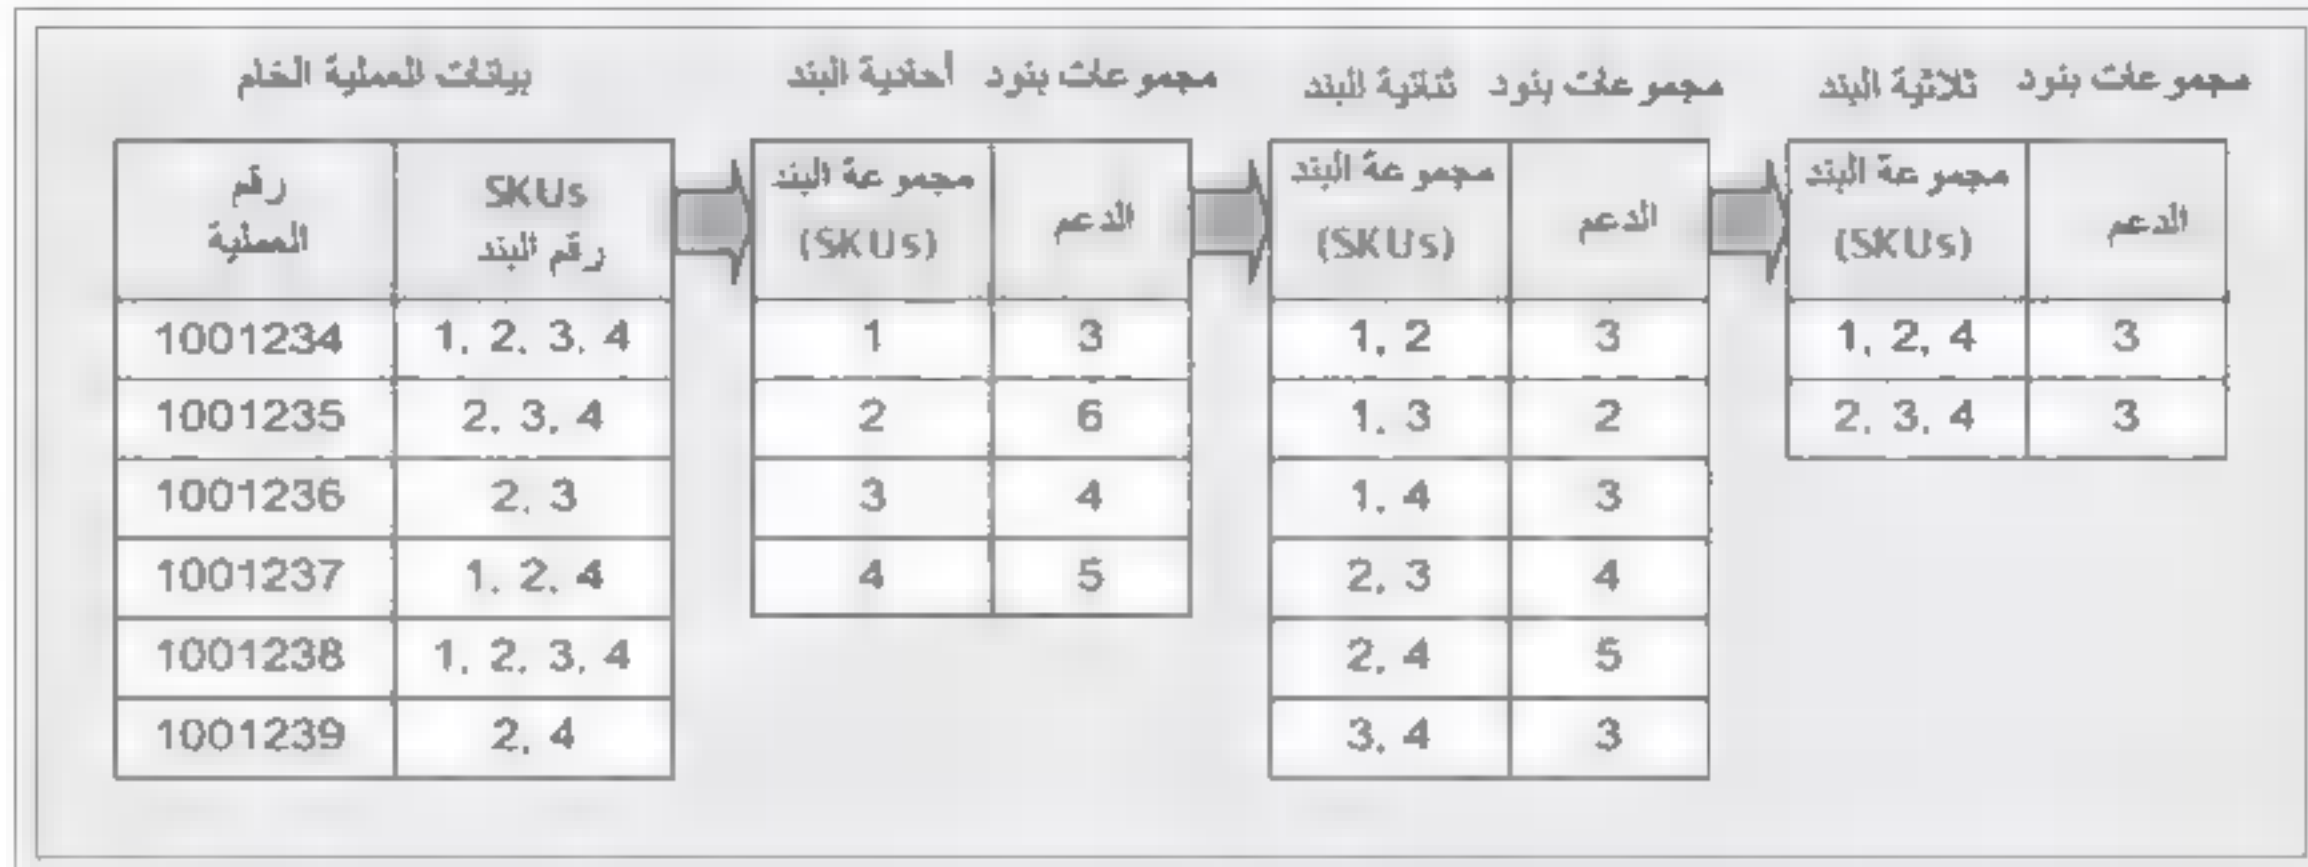 بيانات العملية الخام
رقم العملية | SKUs رقم البند
1001234 | 1, 2, 3, 4
1001235 | 2, 3, 4
1001236 | 2, 3
1001237 | 1, 2, 4
1001238 | 1, 2, 3, 4
1001239 | 2, 4
مجموعات بنود أحادية البند
مجموعة البند (SKUs) | الدعم
1 | 3
2 | 6
3 | 4
4 | 5
مجموعات بنود ثنائية البند
مجموعة البند (SKUs) | الدعم
1, 2 | 3
1, 3 | 2
1, 4 | 3
2, 3 | 4
2, 4 | 5
3, 4 | 3
مجموعات بنود ثلاثية البند
مجموعة البند (SKUs) | الدعم
1, 2, 4 | 3
2, 3, 4 | 3